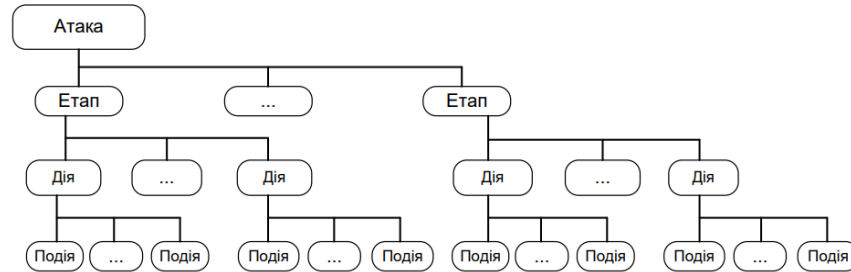 Атака
Етап ... Етап
Дія ... Дія Дія ... Дія
Подія ... Подія Подія ... Подія Подія ... Подія Подія ... Подія